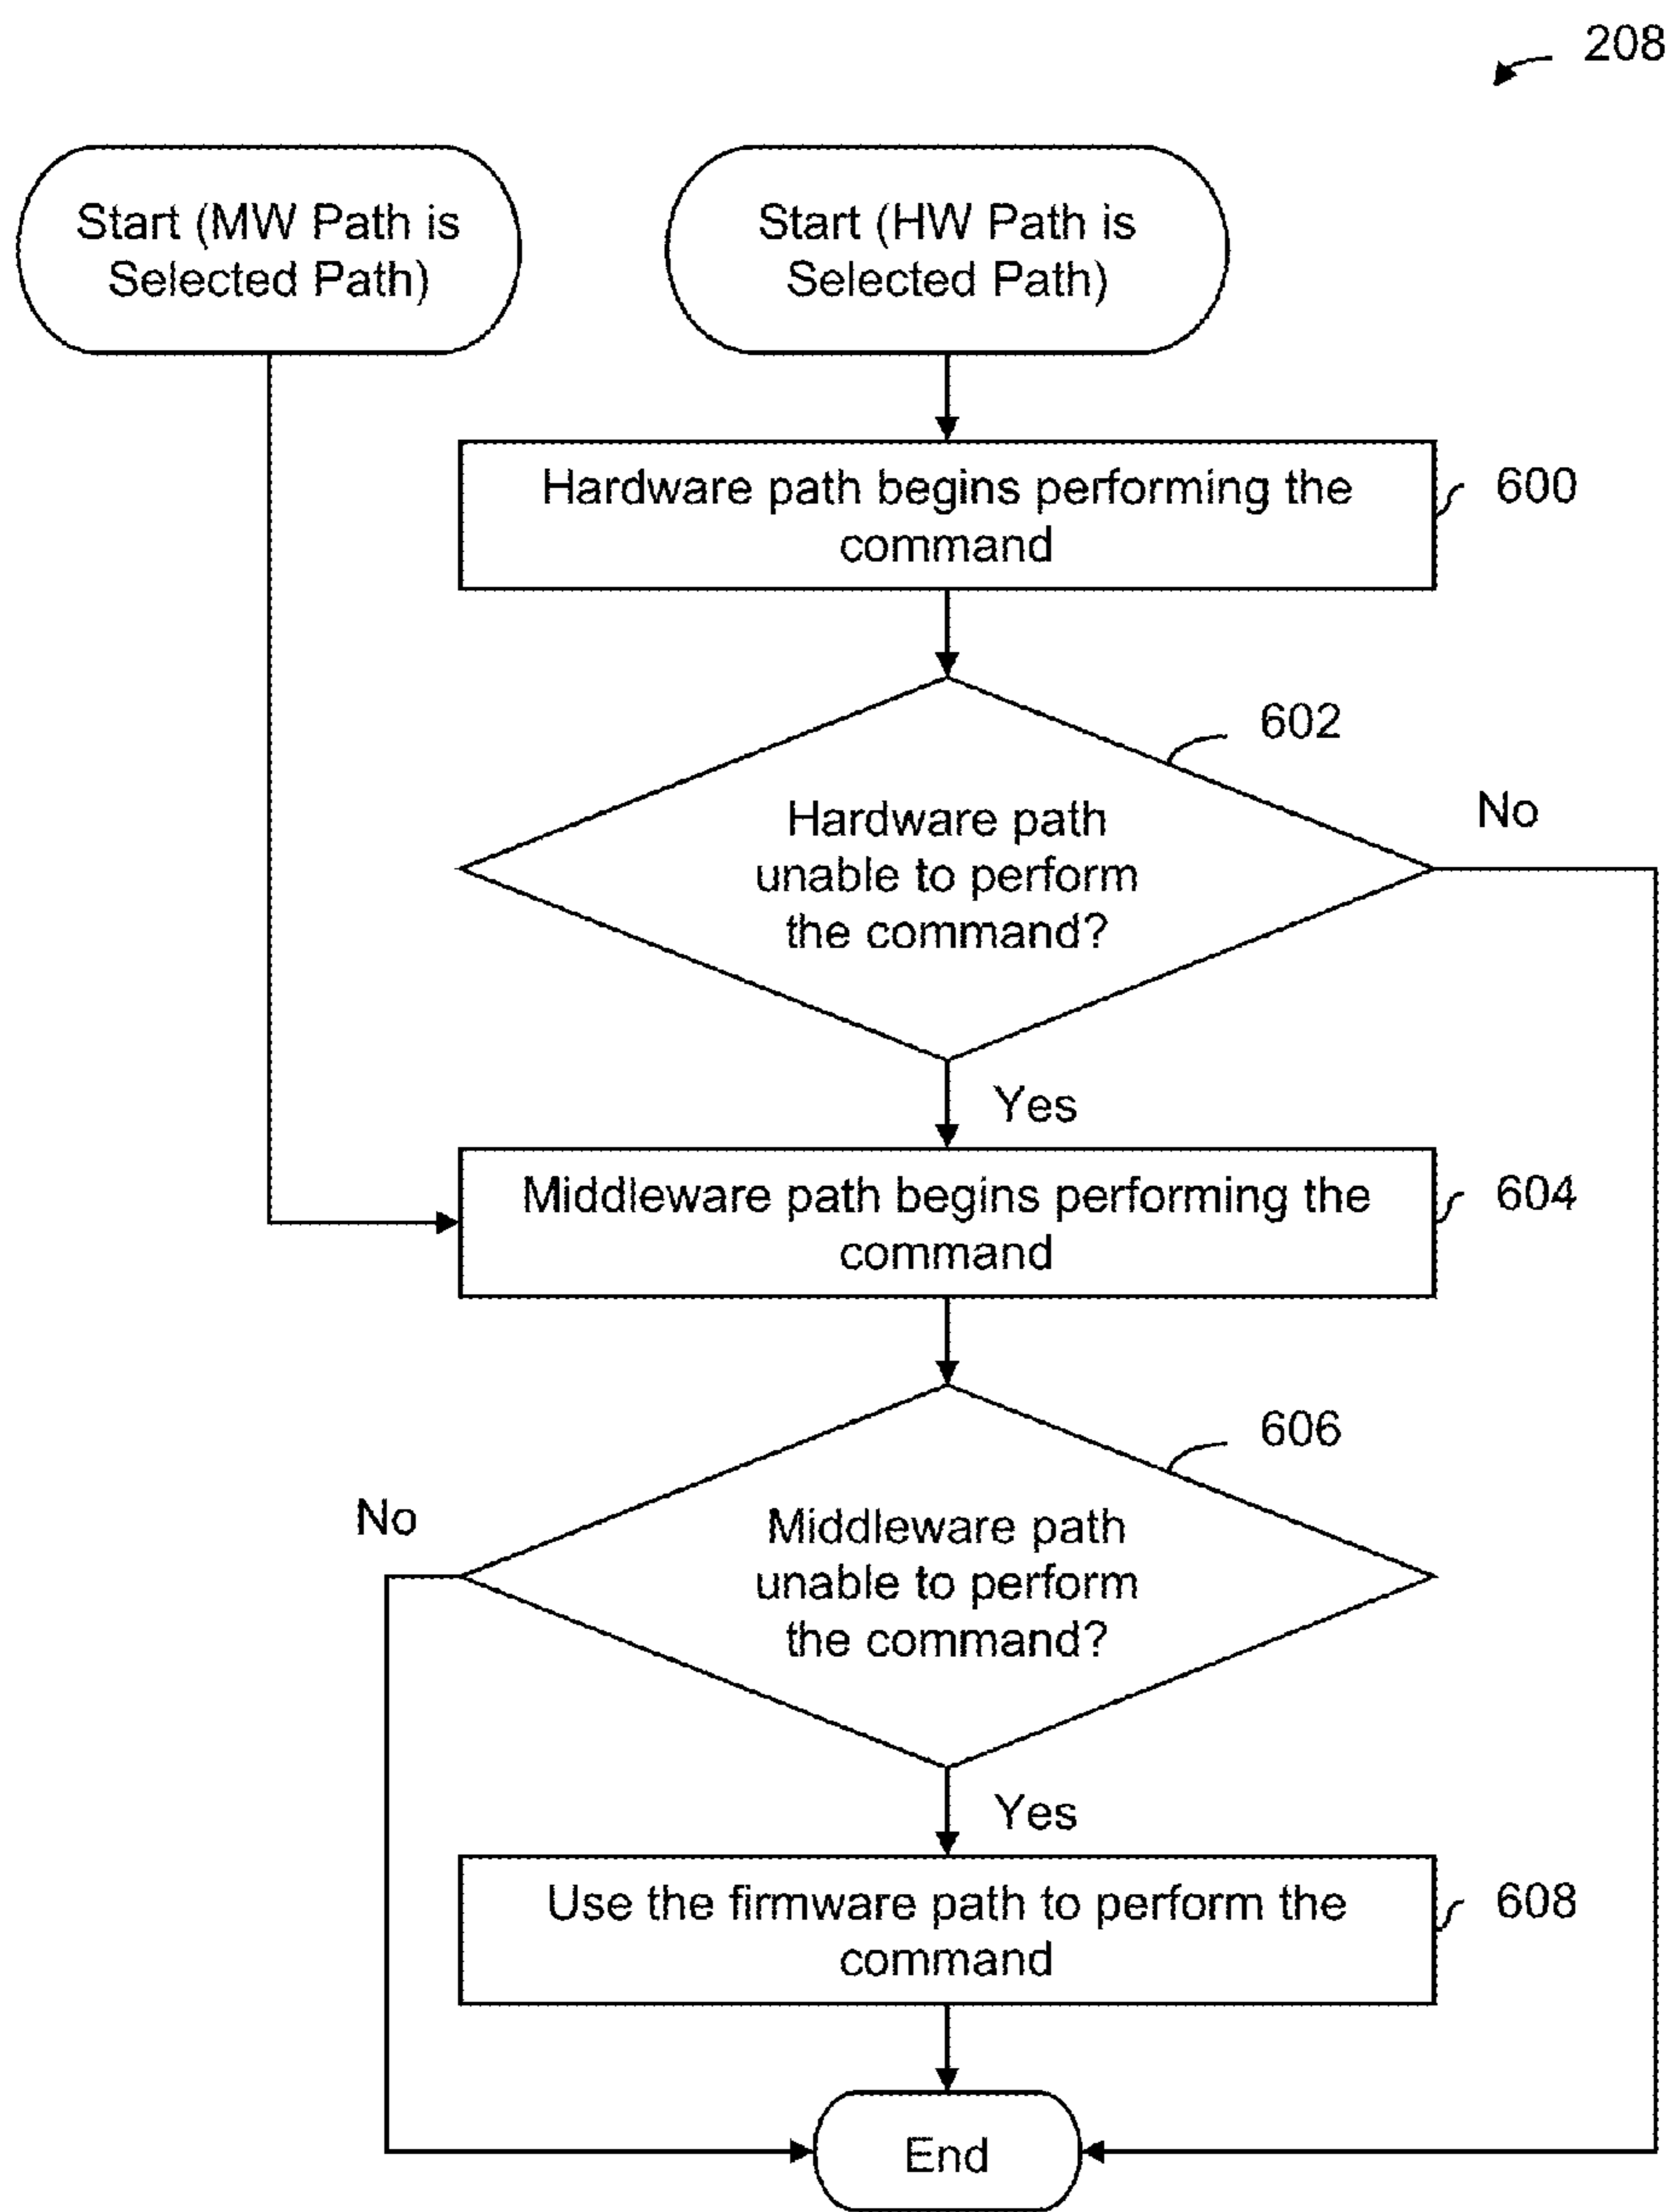 208
Start (MW Path is
Selected Path)
Start (HW Path is
Selected Path)
Hardware path begins performing the
command
600
602
Hardware path
unable to perform
the command?
No
Yes
Middleware path begins performing the
command
604
606
No
Middleware path
unable to perform
the command?
Yes
Use the firmware path to perform the
command
608
End